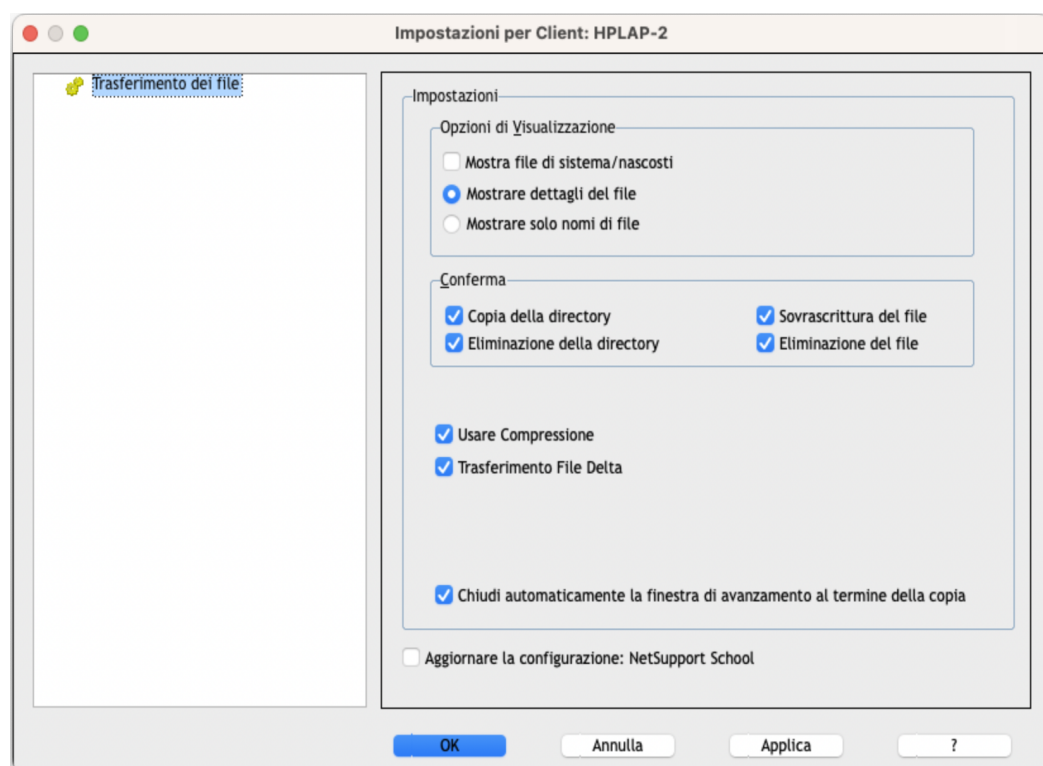 Impostazioni per Client: HPLAP-2
Trasferimento dei file
Impostazioni
Opzioni di Visualizzazione
Mostra file di sistema/nascosti
Mostrare dettagli del file
Mostrare solo nomi di file
Conferma
Copia della directory
Sovrascrittura del file
Eliminazione della directory
Eliminazione del file
Usare Compressione
Trasferimento File Delta
Chiudi automaticamente la finestra di avanzamento al termine della copia
Aggiornare la configurazione: NetSupport School
OK
Annulla
Applica
?